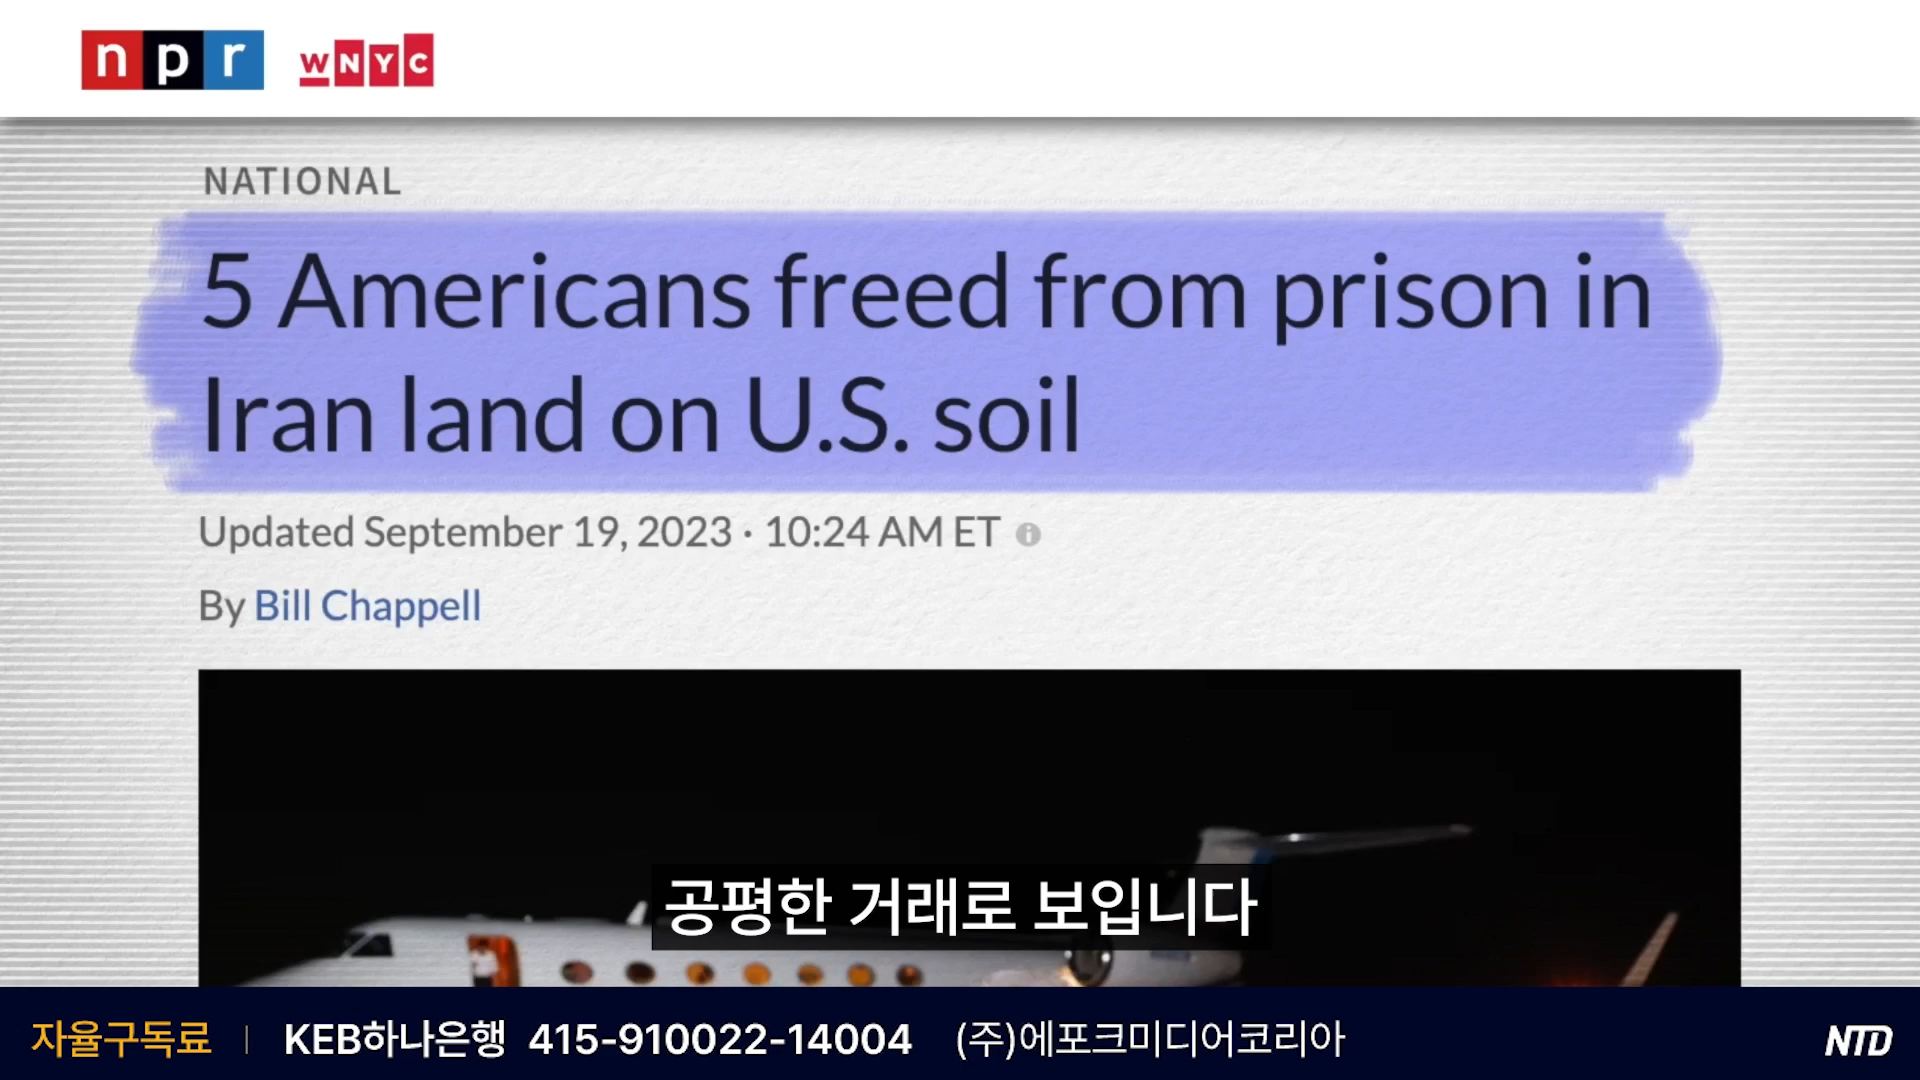 npr WNYC
NATIONAL
5 Americans freed from prison in
Iran land on U.S. soil
Updated September 19, 2023 · 10:24 AM ET
By Bill Chappell
공평한 거래로 보입니다
자율구독료 | KEB하나은행 415-910022-14004 (주)에포크미디어코리아 NTD